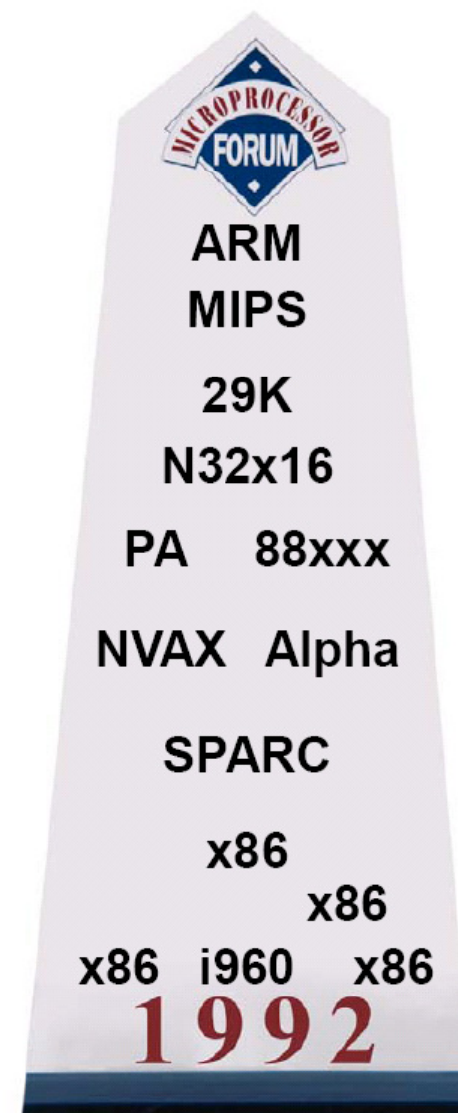 MICROPROCESSOR
FORUM
ARM
MIPS
29K
N32x16
PA 88xxx
NVAX Alpha
SPARC
x86
x86
x86 i960 x86
1992